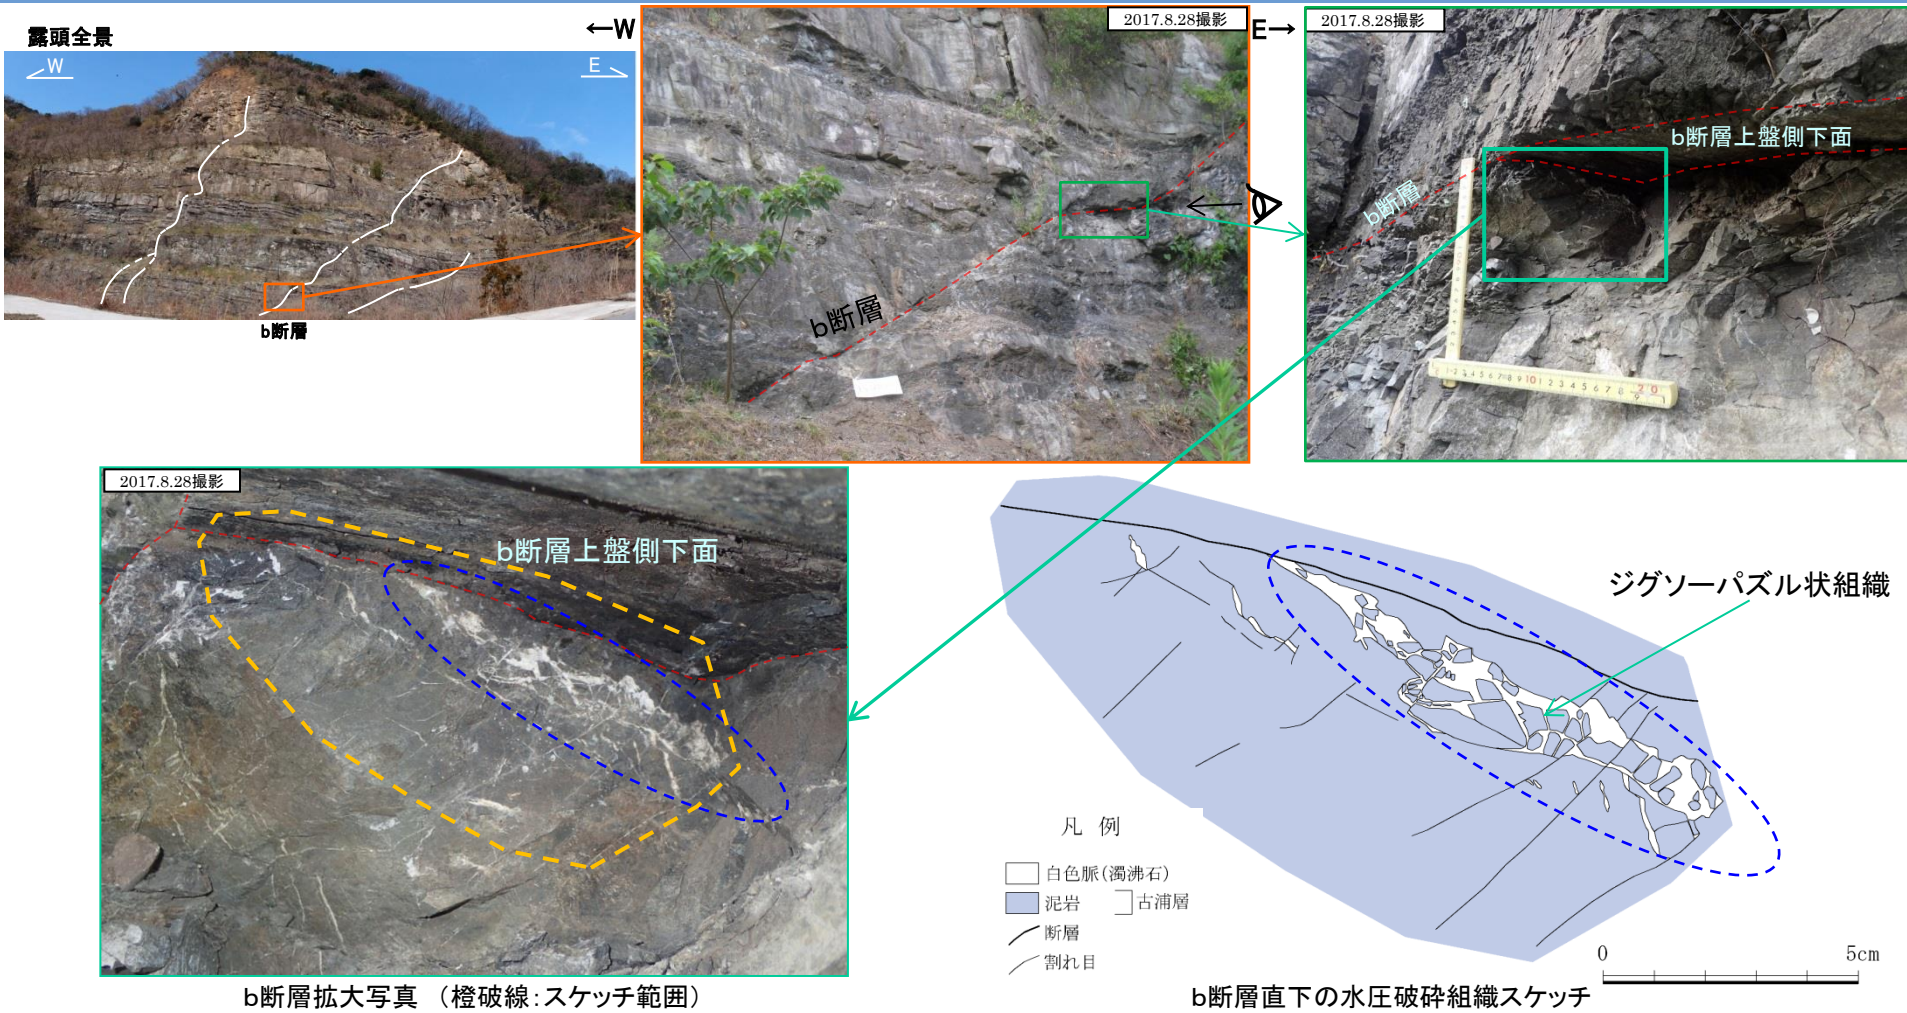 露頭全景
W
E
b断層
←W
2017.8.28撮影
E→
b断層
2017.8.28撮影
b断層上盤側下面
b断層
2017.8.28撮影
b断層上盤側下面
b断層拡大写真 （橙破線：スケッチ範囲）
ジグソーパズル状組織
凡 例
白色脈（濁沸石）
泥岩
古浦層
断層
割れ目
0
5cm
b断層直下の水圧破砕組織スケッチ